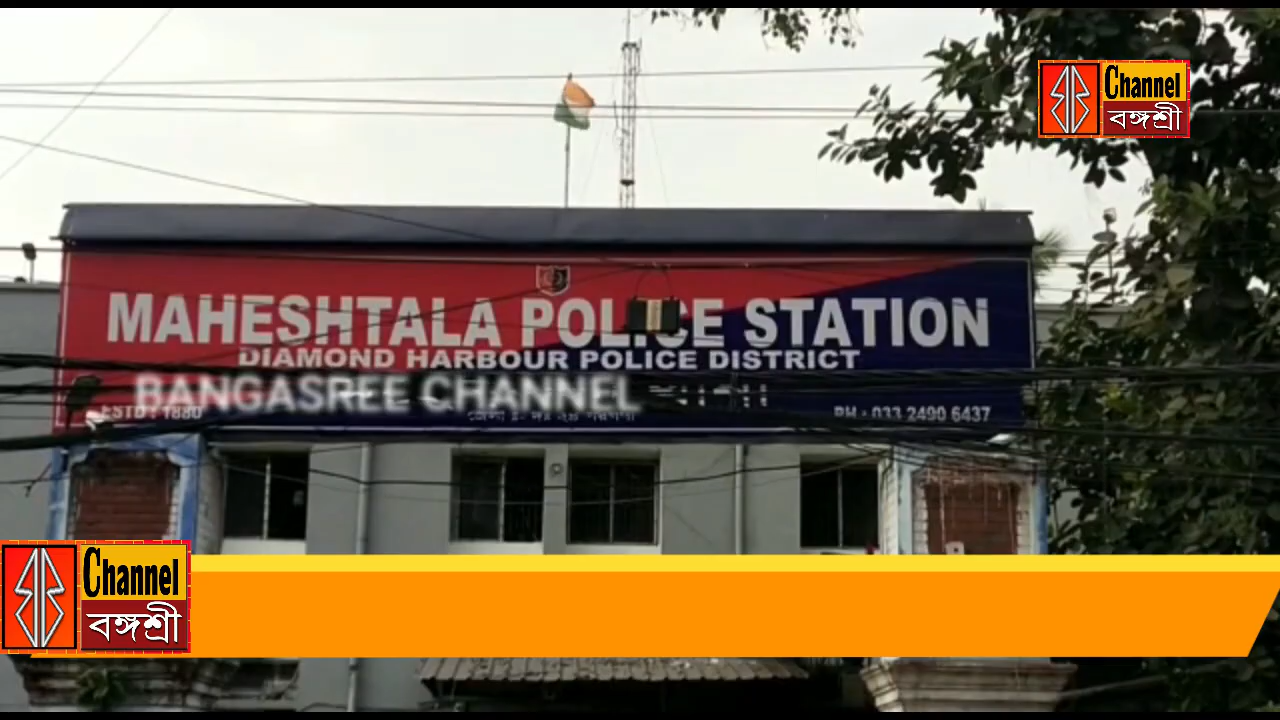 Channel
বঙ্গশ্রী
MAHESHTALA POLICE STATION
DIAMOND HARBOUR POLICE DISTRICT
BANGASREE CHANNEL
ESTD : 1880
PH : 033 2490 6437
Channel
বঙ্গশ্রী